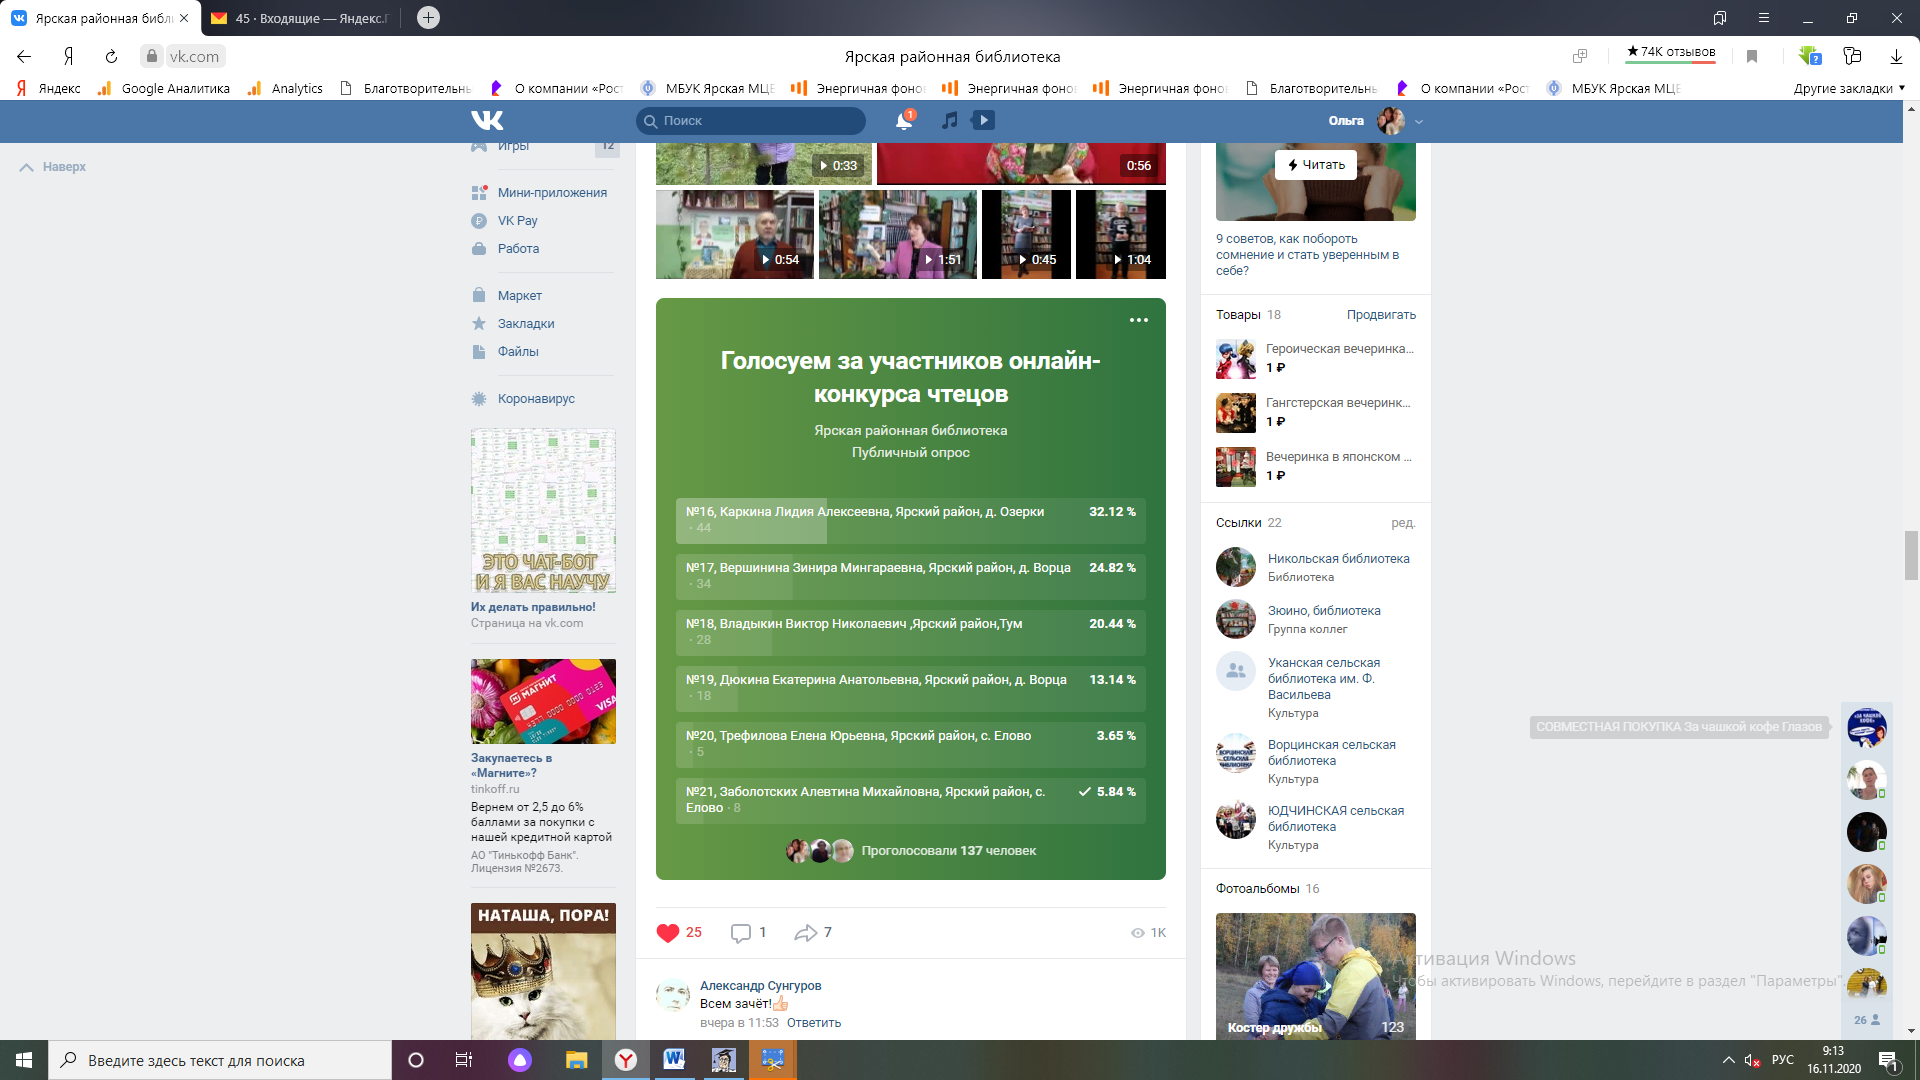 Ярская районная библ
45 · Входящие — Яндекс.П
vk.com
Ярская районная библиотека
★ 74К отзывов
Яндекс
Google Аналитика
Analytics
Благотворительн
О компании «Рост
МБУК Ярская МЦБ
Энергичная фоно
Энергичная фоно
Энергичная фоно
Благотворительн
О компании «Рост
МБУК Ярская МЦБ
Другие закладки
Поиск
1
Ольга
Наверх
Игры 12
Мини-приложения
VK Pay
Работа
Маркет
Закладки
Файлы
Коронавирус
ЭТО ЧАТ-БОТ
И Я ВАС НАУЧУ
Их делать правильно!
Страница на vk.com
МАГНИТ
VISA
Закупаетесь в
«Магните»?
tinkoff.ru
Вернем от 2,5 до 6%
баллами за покупки с
нашей кредитной картой
АО "Тинькофф Банк".
Лицензия №2673.
НАТАША, ПОРА!
0:33
0:56
0:54
1:51
0:45
1:04
Голосуем за участников онлайн-
конкурса чтецов
Ярская районная библиотека
Публичный опрос
№16, Каркина Лидия Алексеевна, Ярский район, д. Озерки 32.12 %
· 44
№17, Вершинина Зинира Мингараевна, Ярский район, д. Ворца 24.82 %
· 34
№18, Владыкин Виктор Николаевич ,Ярский район,Тум 20.44 %
· 28
№19, Дюкина Екатерина Анатольевна, Ярский район, д. Ворца 13.14 %
· 18
№20, Трефилова Елена Юрьевна, Ярский район, с. Елово 3.65 %
· 5
№21, Заболотских Алевтина Михайловна, Ярский район, с. 5.84 %
Елово · 8
Проголосовали 137 человек
25 1 7 1K
Александр Сунгуров
Всем зачёт!👍
вчера в 11:53 Ответить
Читать
9 советов, как побороть
сомнение и стать уверенным в
себе?
Товары 18 Продвигать
Героическая вечеринка...
1 ₽
Гангстерская вечеринк...
1 ₽
Вечеринка в японском ...
1 ₽
Ссылки 22 ред.
Никольская библиотека
Библиотека
Зюино, библиотека
Группа коллег
Уканская сельская
библиотека им. Ф.
Васильева
Культура
ВОРЦИНСКАЯ
СЕЛЬСКАЯ
БИБЛИОТЕКА
Ворцинская сельская
библиотека
Культура
ЮДЧИНСКАЯ сельская
библиотека
Культура
Фотоальбомы 16
Костер дружбы 123
СОВМЕСТНАЯ ПОКУПКА За чашкой кофе Глазов
26
Активация Windows
Чтобы активировать Windows, перейдите в раздел "Параметры".
Введите здесь текст для поиска
РУС
9:13
16.11.2020
1